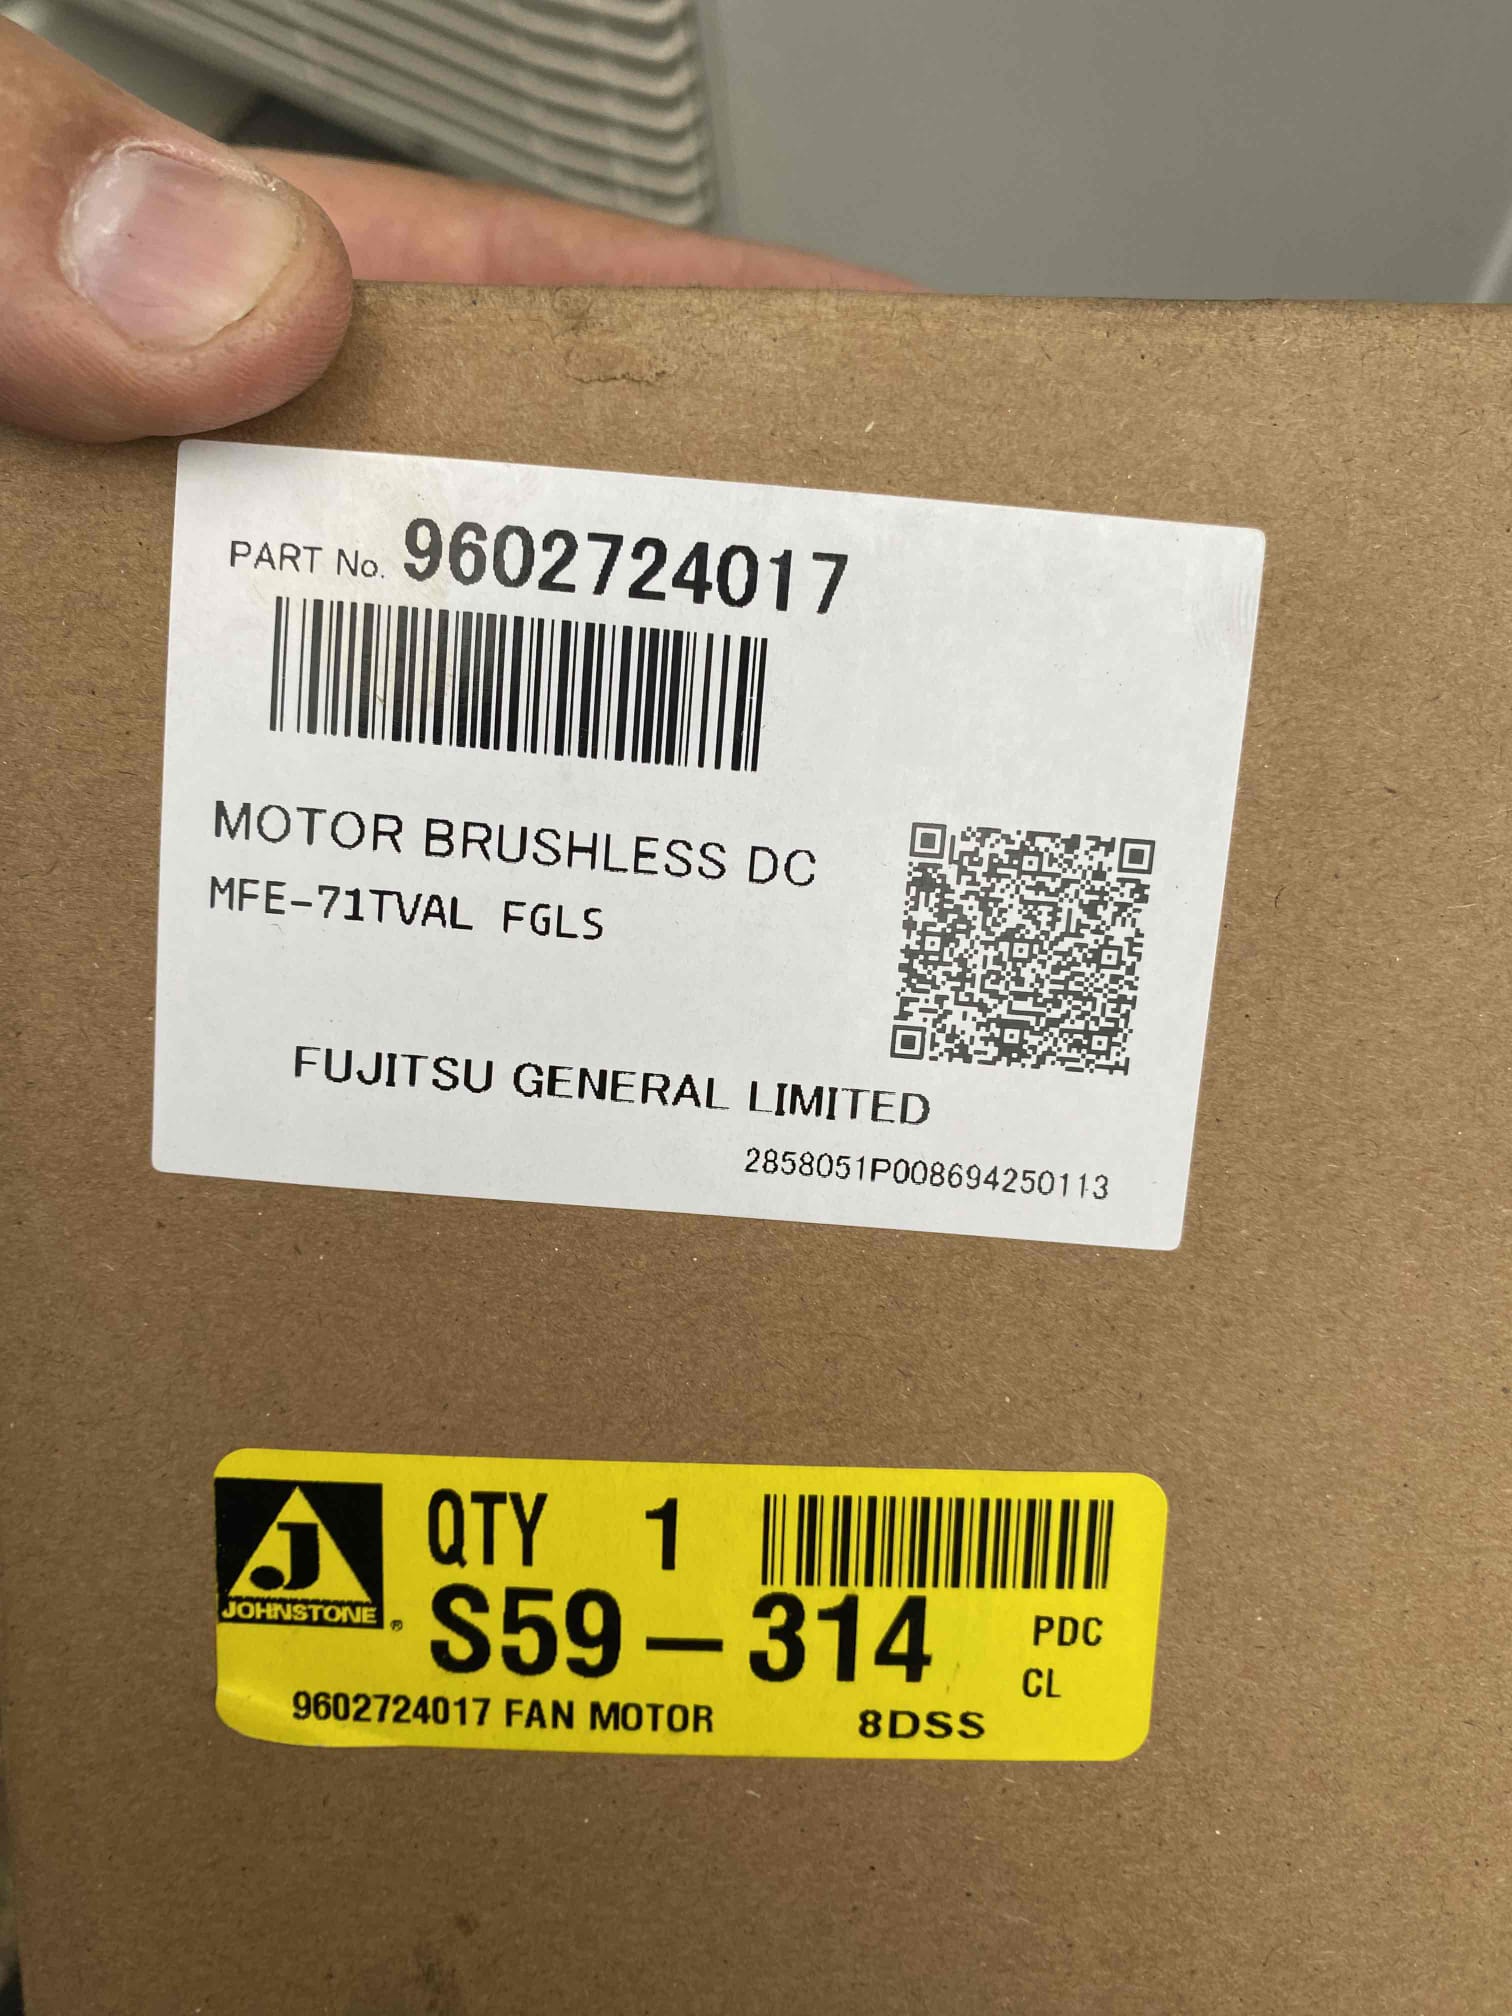 PART No. 9602724017
MOTOR BRUSHLESS DC
MFE-71TVAL FGLS
FUJITSU GENERAL LIMITED
2858051P008694250113
J
JOHNSTONE ®
QTY 1
S59-314
PDC
CL
9602724017 FAN MOTOR 8DSS